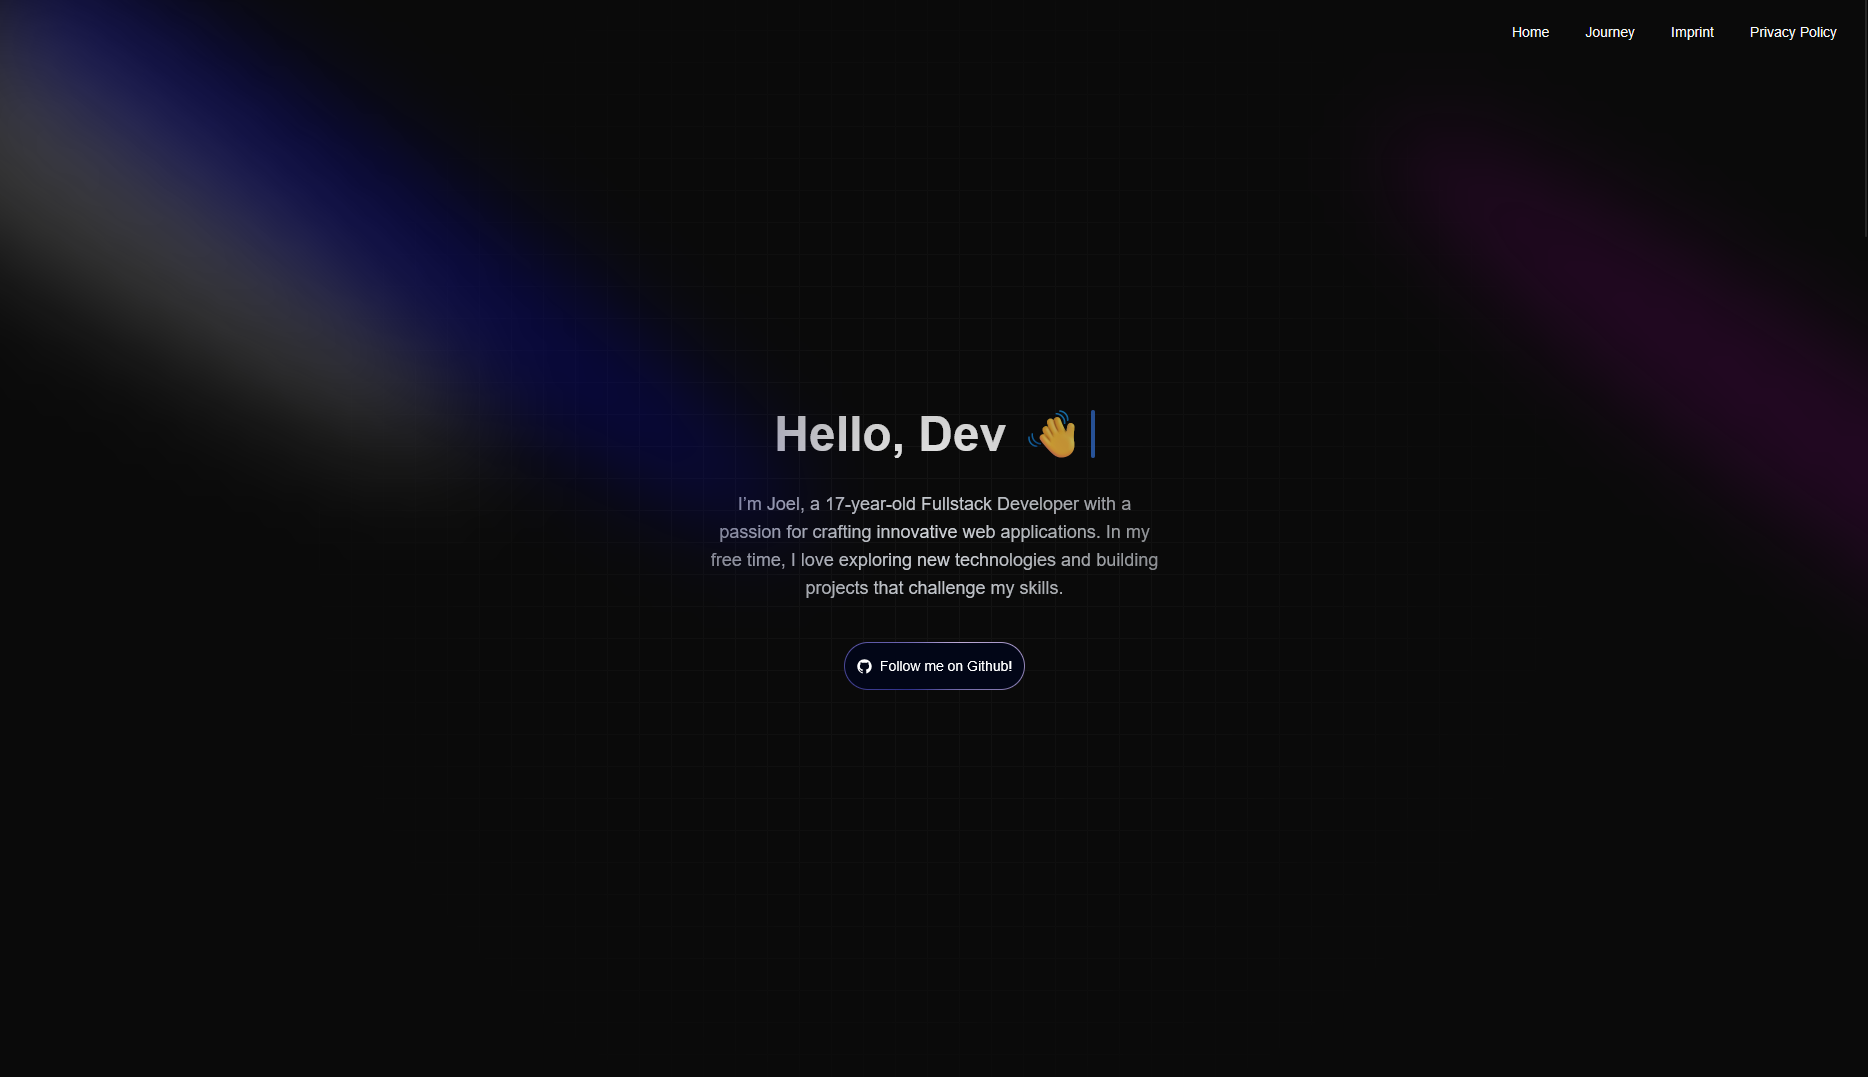 Home Journey Imprint Privacy Policy
Hello, Dev 👋
I’m Joel, a 17-year-old Fullstack Developer with a
passion for crafting innovative web applications. In my
free time, I love exploring new technologies and building
projects that challenge my skills.
Follow me on Github!